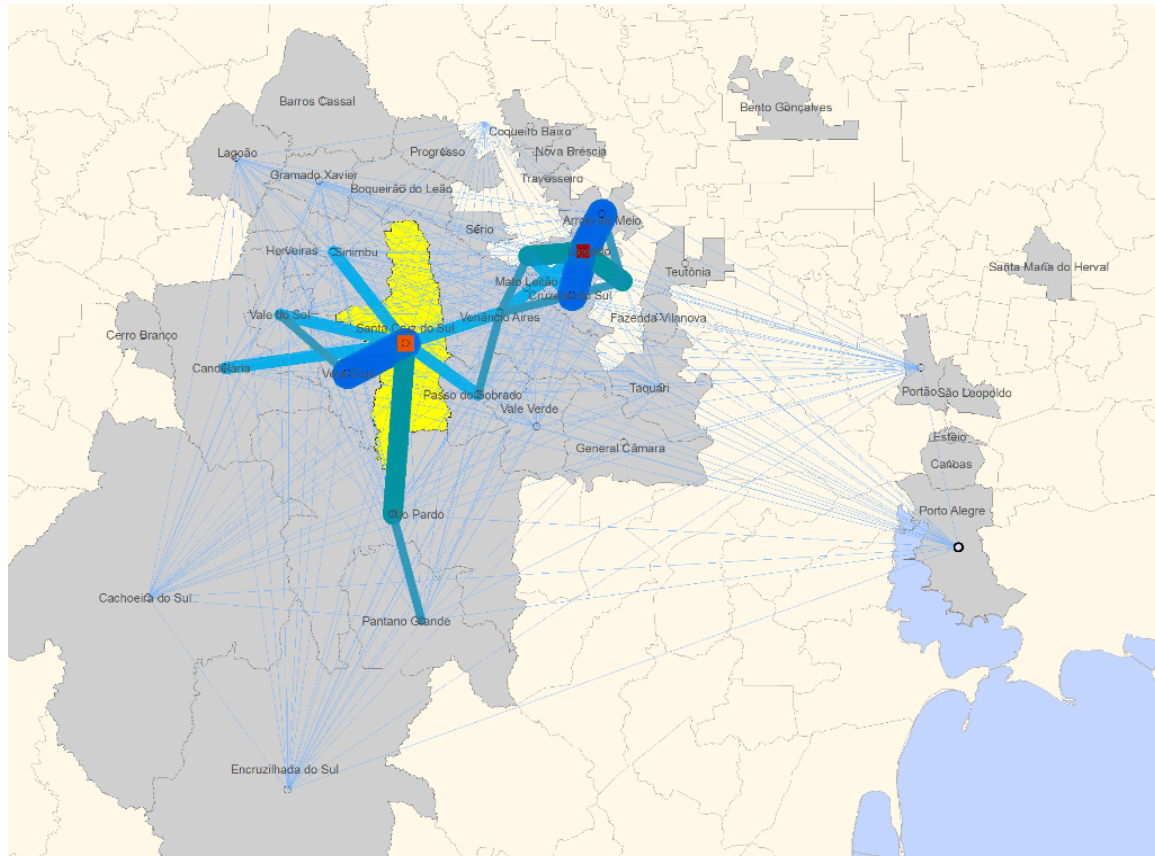 Barros Cassal
Bento Gonçalves
Coqueiro Baixo
Lagoão
Progresso
Nova Bréscia
Gramado Xavier
Travesseiro
Boqueirão do Leão
Arroio do Meio
Sério
Herveiras
Sinimbu
Santa Maria do Herval
Teutônia
Mato Leitão
Cruzeiro do Sul
Vale do Sol
Venâncio Aires
Fazenda Vilanova
Santa Cruz do Sul
Cerro Branco
Candelária
Passo do Sobrado
Taquari
Portão
São Leopoldo
Vale Verde
General Câmara
Esteio
Canoas
Porto Alegre
Rio Pardo
Cachoeira do Sul
Pantano Grande
Encruzilhada do Sul